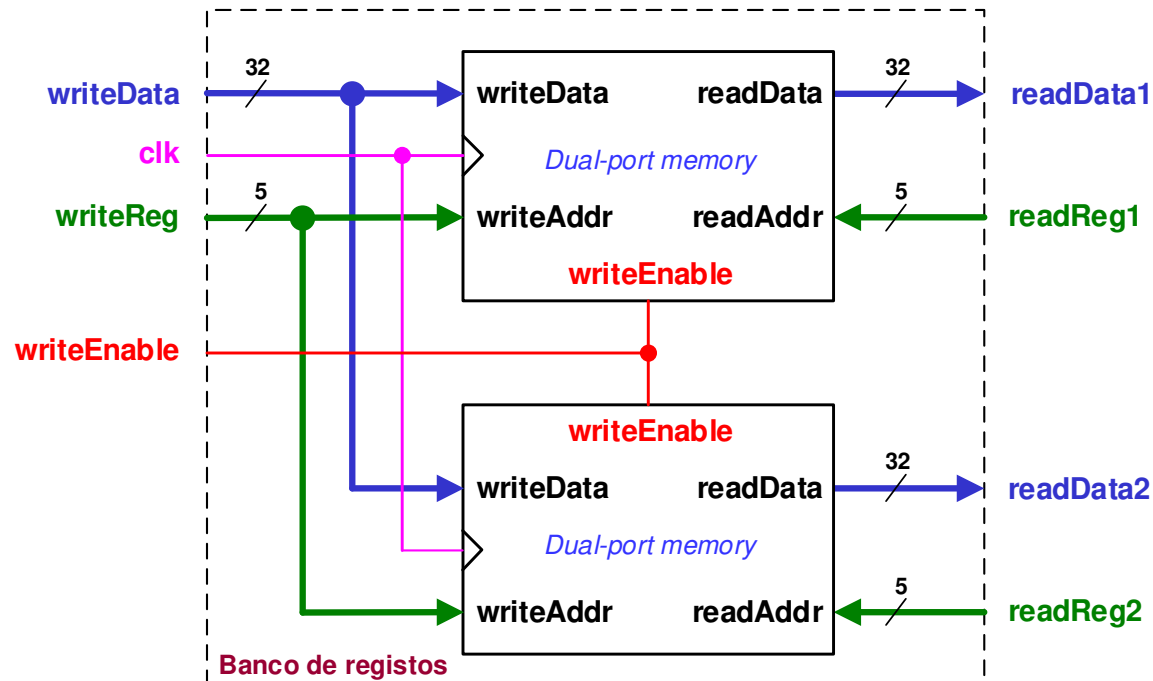 32
32
writeData
writeData
readData
readData1
clk
Dual-port memory
5
5
writeReg
writeAddr
readAddr
readReg1
writeEnable
writeEnable
writeEnable
32
writeData
readData
readData2
Dual-port memory
5
writeAddr
readAddr
readReg2
Banco de registos